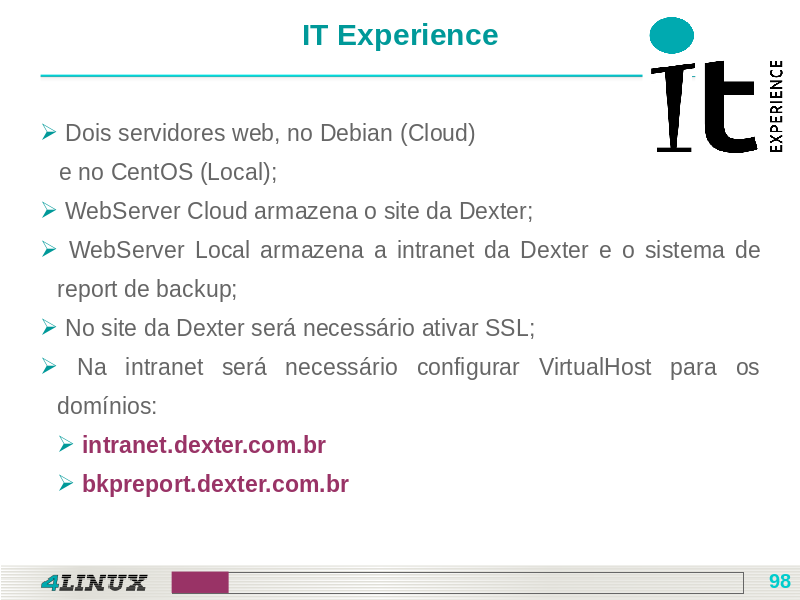 IT Experience
it
EXPERIENCE
Dois servidores web, no Debian (Cloud)
e no CentOS (Local);
WebServer Cloud armazena o site da Dexter;
WebServer Local armazena a intranet da Dexter e o sistema de
report de backup;
No site da Dexter será necessário ativar SSL;
Na intranet será necessário configurar VirtualHost para os
domínios:
intranet.dexter.com.br
bkpreport.dexter.com.br
4LINUX
98